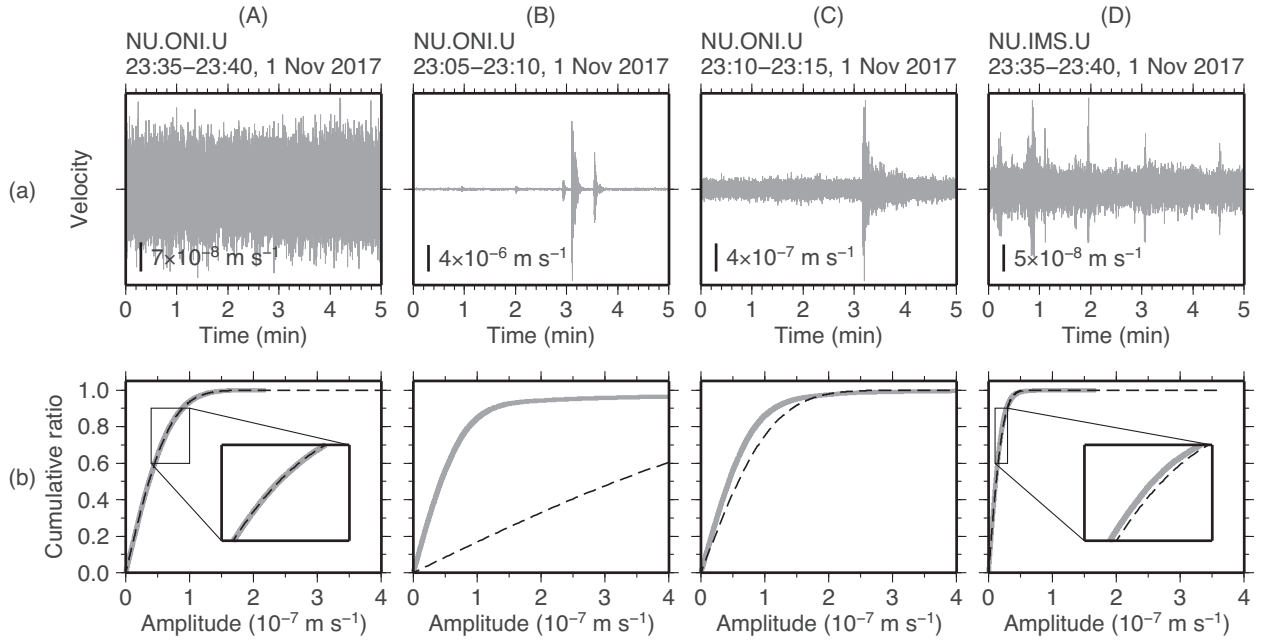 (A)
NU.ONI.U
23:35–23:40, 1 Nov 2017
(B)
NU.ONI.U
23:05–23:10, 1 Nov 2017
(C)
NU.ONI.U
23:10–23:15, 1 Nov 2017
(D)
NU.IMS.U
23:35–23:40, 1 Nov 2017
(a)
Velocity
7×10⁻⁸ m s⁻¹
0 1 2 3 4 5
Time (min)
4×10⁻⁶ m s⁻¹
0 1 2 3 4 5
Time (min)
4×10⁻⁷ m s⁻¹
0 1 2 3 4 5
Time (min)
5×10⁻⁸ m s⁻¹
0 1 2 3 4 5
Time (min)
(b)
Cumulative ratio
1.0
0.8
0.6
0.4
0.2
0.0
0 1 2 3 4
Amplitude (10⁻⁷ m s⁻¹)
0 1 2 3 4
Amplitude (10⁻⁷ m s⁻¹)
0 1 2 3 4
Amplitude (10⁻⁷ m s⁻¹)
0 1 2 3 4
Amplitude (10⁻⁷ m s⁻¹)